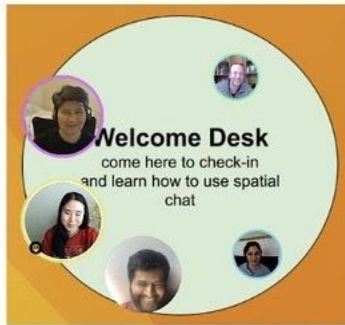 Welcome Desk
come here to check-in
and learn how to use spatial
chat